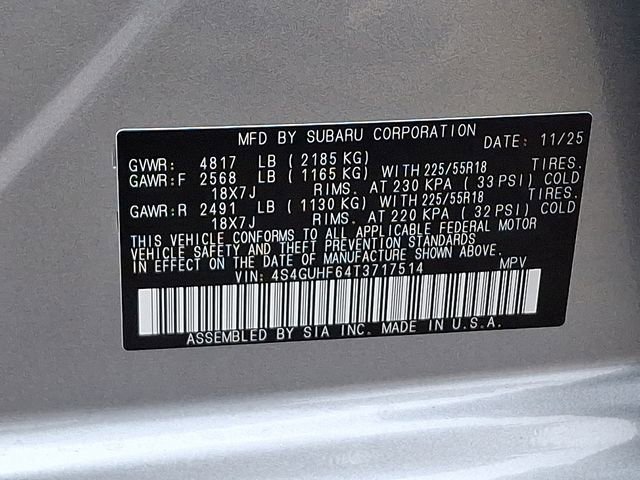 MFD BY SUBARU CORPORATION DATE: 11/25
GVWR: 4817 LB (2185 KG)
GAWR:F 2568 LB (1165 KG) WITH 225/55R18 TIRES.
18X7J RIMS. AT 230 KPA (33 PSI) COLD
GAWR:R 2491 LB (1130 KG) WITH 225/55R18 TIRES.
18X7J RIMS. AT 220 KPA (32 PSI) COLD
THIS VEHICLE CONFORMS TO ALL APPLICABLE FEDERAL MOTOR
VEHICLE SAFETY AND THEFT PREVENTION STANDARDS
IN EFFECT ON THE DATE OF MANUFACTURE SHOWN ABOVE.
VIN: 4S4GUHF64T3717514 MPV
ASSEMBLED BY SIA INC. MADE IN U.S.A.